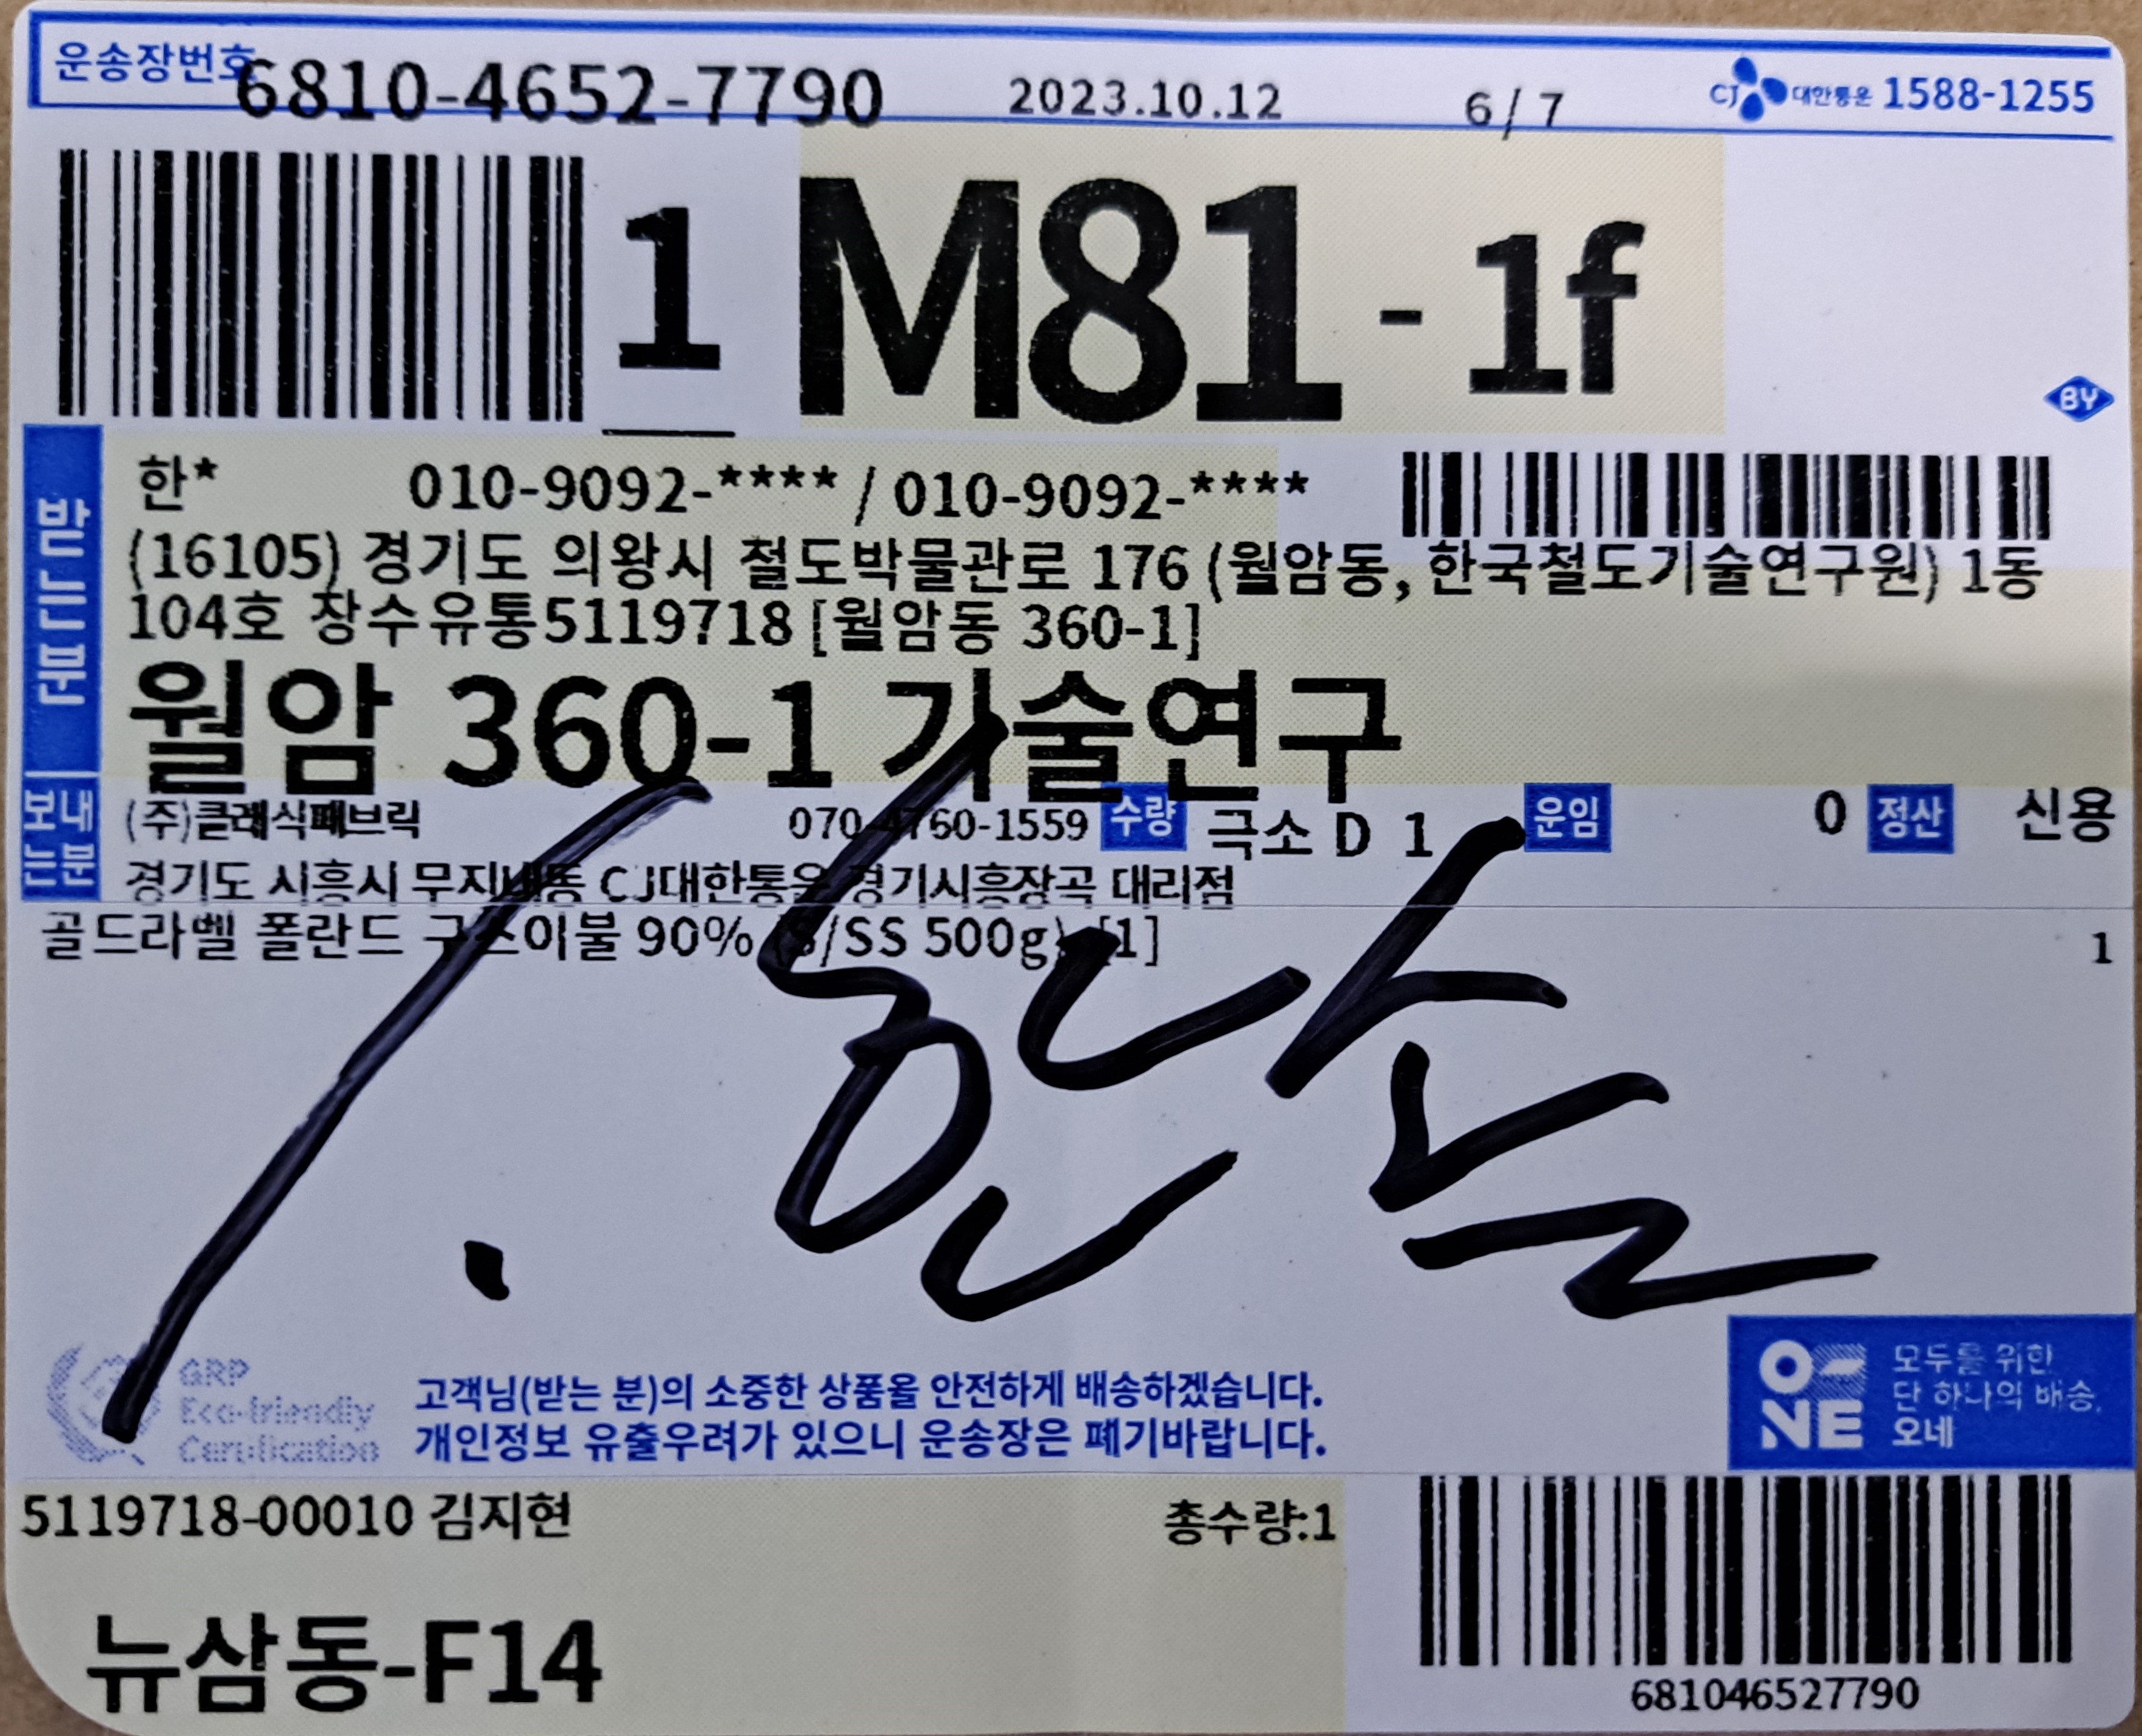 운송장번호 6810-4652-7790 2023.10.12 6/7 CJ 대한통운 1588-1255
1 M81 - 1f
BY
받는분
한* 010-9092-**** / 010-9092-****
(16105) 경기도 의왕시 철도박물관로 176 (월암동, 한국철도기술연구원) 1동
104호 장수유통5119718 [월암동 360-1]
월암 360-1 기술연구
보내는분
(주)클래식패브릭 070-4760-1559 수량 극소 D 1 운임 0 정산 신용
경기도 시흥시 무지내동 CJ대한통운 경기시흥장곡 대리점
골드라벨 폴란드 구스이불 90% (S/SS 500g) [1] 1
1.
GRP
Eco-friendly
Certification
고객님(받는 분)의 소중한 상품을 안전하게 배송하겠습니다.
개인정보 유출우려가 있으니 운송장은 폐기바랍니다.
O-NE
모두를 위한
단 하나의 배송,
오네
5119718-00010 김지현 총수량:1
뉴삼동-F14
681046527790